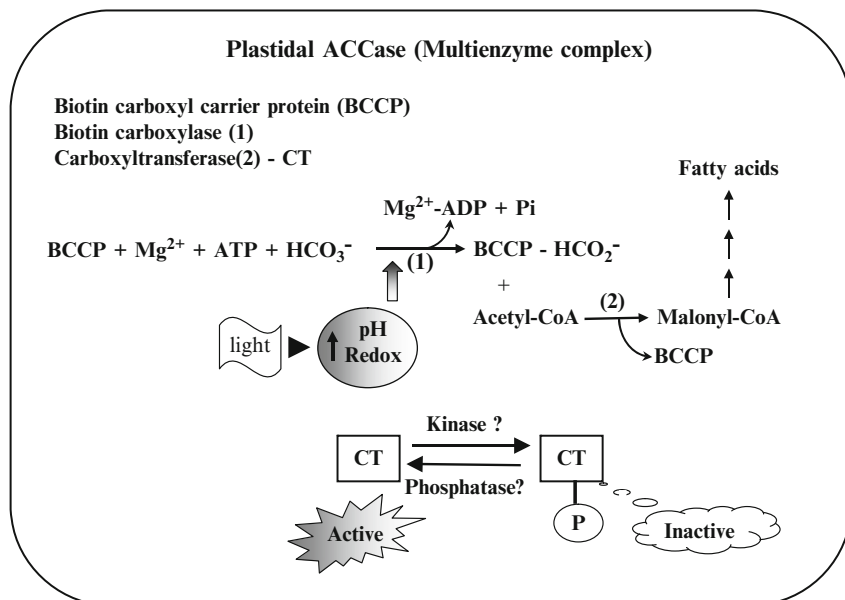 Plastidal ACCase (Multienzyme complex)
Biotin carboxyl carrier protein (BCCP)
Biotin carboxylase (1)
Carboxyltransferase(2) - CT
Fatty acids
Mg²⁺-ADP + Pi
BCCP + Mg²⁺ + ATP + HCO₃⁻ (1) BCCP - HCO₂⁻
+
Acetyl-CoA (2) Malonyl-CoA
BCCP
light
pH
Redox
Kinase ?
CT CT
Phosphatase?
P
Active
Inactive